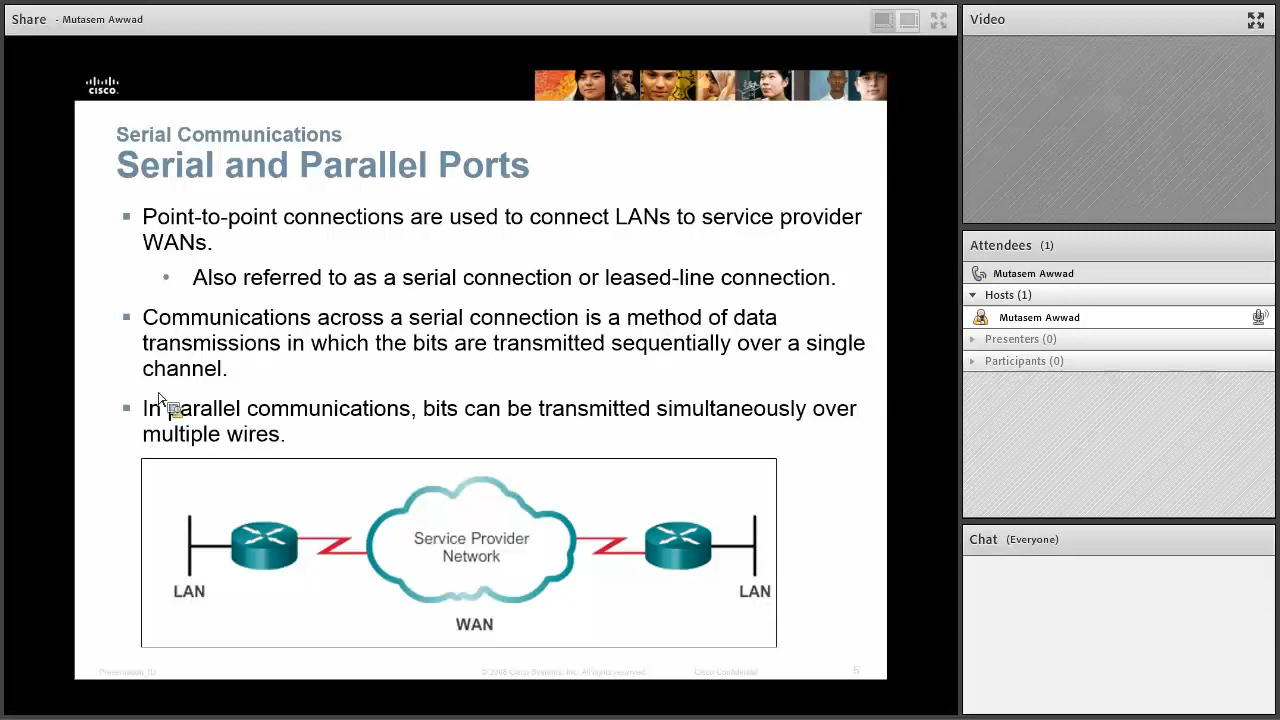 Share - Mutasem Awwad
CISCO.
Serial Communications
Serial and Parallel Ports
▪ Point-to-point connections are used to connect LANs to service provider
WANs.
• Also referred to as a serial connection or leased-line connection.
▪ Communications across a serial connection is a method of data
transmissions in which the bits are transmitted sequentially over a single
channel.
▪ In parallel communications, bits can be transmitted simultaneously over
multiple wires.
Service Provider
Network
LAN
LAN
WAN
Presentation_ID
© 2008 Cisco Systems, Inc. All rights reserved.
Cisco Confidential
5
Video
Attendees (1)
Mutasem Awwad
Hosts (1)
Mutasem Awwad
Presenters (0)
Participants (0)
Chat (Everyone)